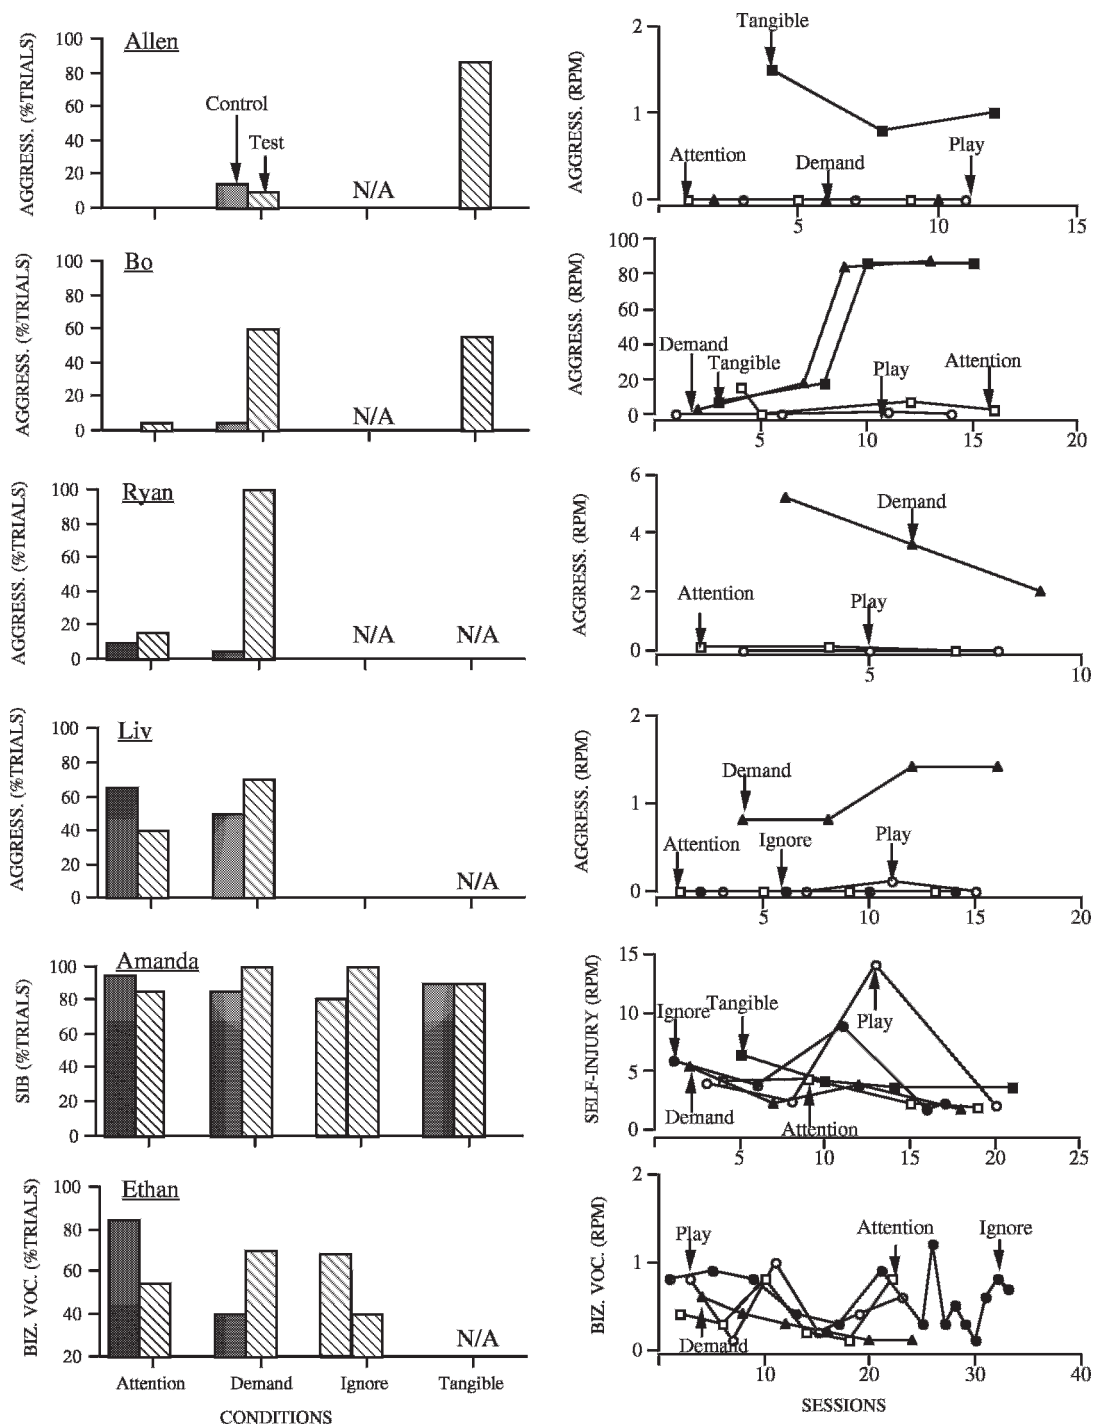 Allen
AGGRESS. (%TRIALS)
100
80
60
40
20
0
Control
Test
N/A
AGGRESS. (RPM)
2
1
0
Tangible
Attention
Demand
Play
5
10
15
Bo
AGGRESS. (%TRIALS)
100
80
60
40
20
0
N/A
AGGRESS. (RPM)
100
80
60
40
20
0
Demand
Tangible
Play
Attention
5
10
15
20
Ryan
AGGRESS. (%TRIALS)
100
80
60
40
20
0
N/A
N/A
AGGRESS. (RPM)
6
4
2
0
Demand
Attention
Play
5
10
Liv
AGGRESS. (%TRIALS)
100
80
60
40
20
0
N/A
AGGRESS. (RPM)
2
1
0
Demand
Attention
Ignore
Play
5
10
15
20
Amanda
SIB (%TRIALS)
100
80
60
40
20
0
SELF-INJURY (RPM)
15
10
5
0
Ignore
Tangible
Play
Demand
Attention
5
10
15
20
25
Ethan
BIZ. VOC. (%TRIALS)
100
80
60
40
20
N/A
Attention
Demand
Ignore
Tangible
CONDITIONS
BIZ. VOC. (RPM)
2
1
0
Play
Attention
Ignore
Demand
10
20
30
40
SESSIONS